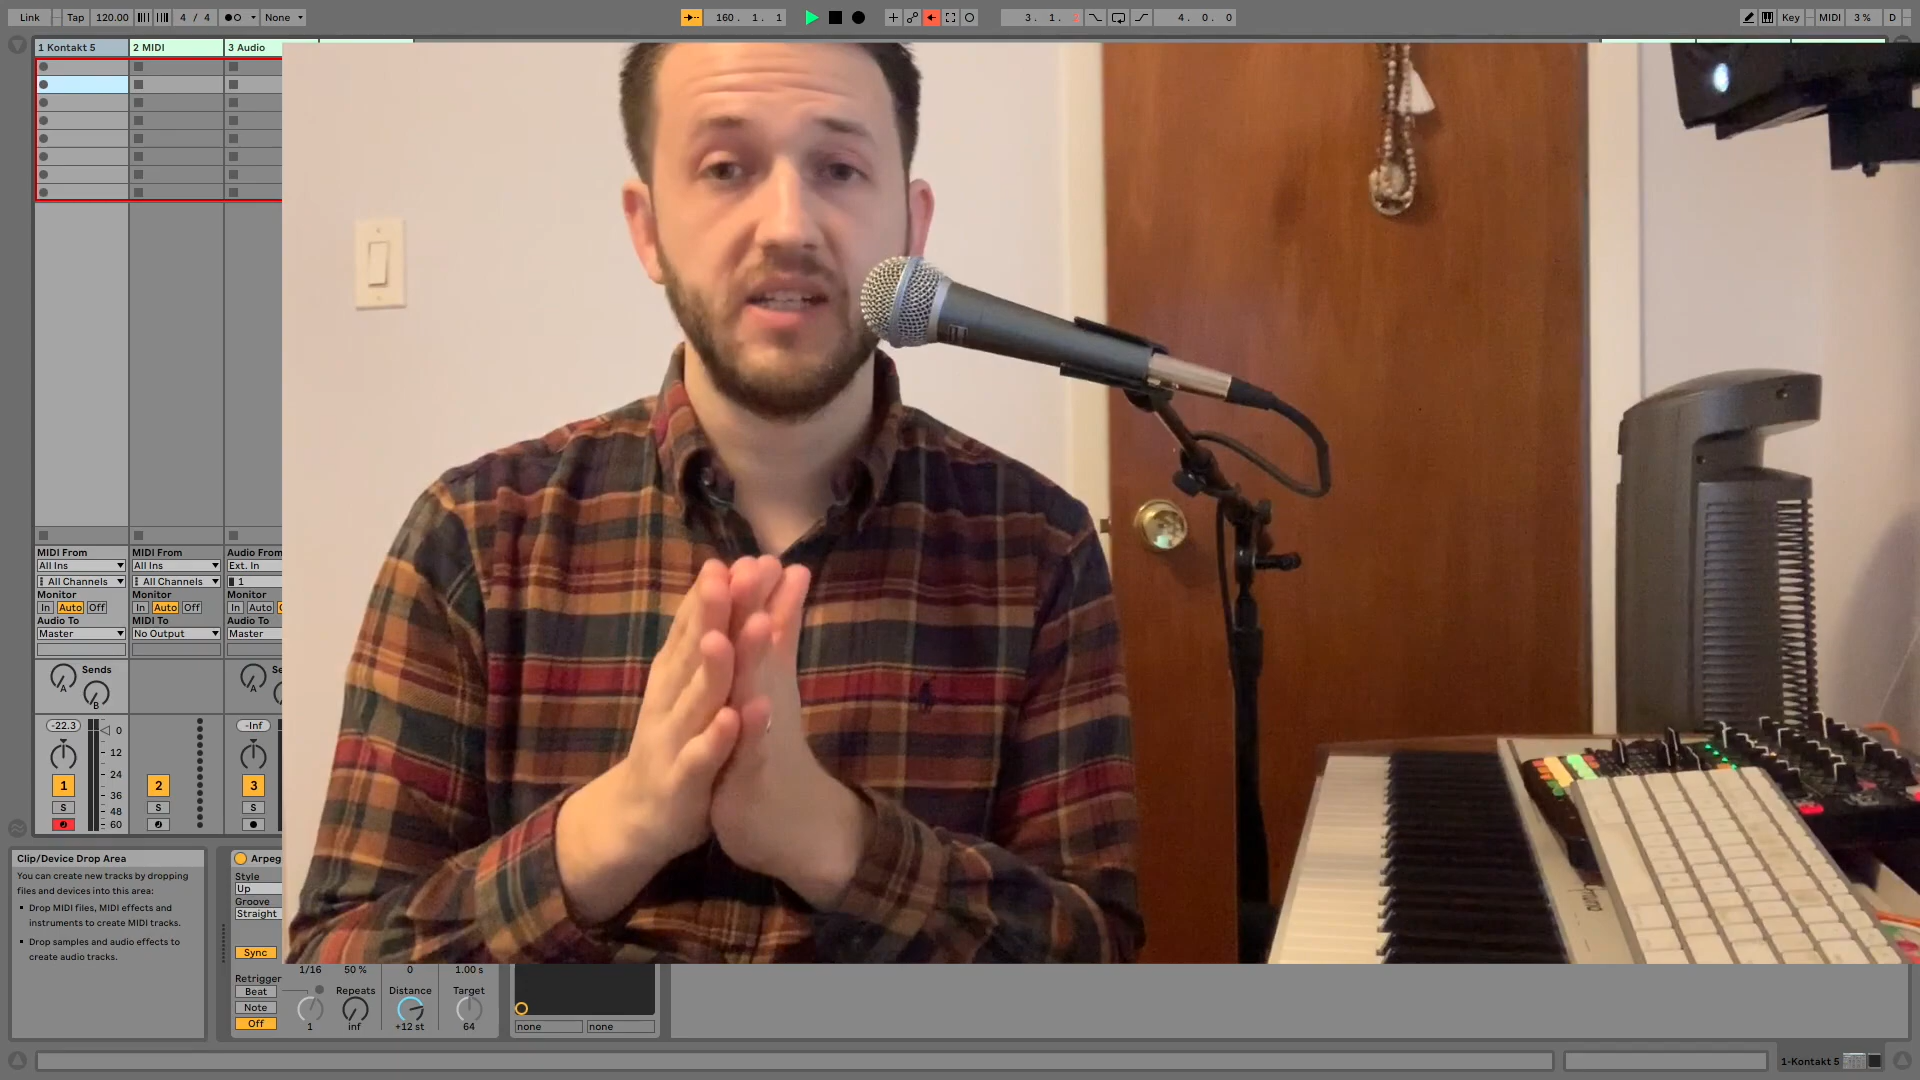 Link Tap 120.00 4 / 4 None 160 . 1 . 1 3 . 1 . 4 . 0 . 0 Key MIDI 3 % D
1 Kontakt 5 2 MIDI 3 Audio
MIDI From MIDI From Audio From
All Ins All Ins Ext. In
All Channels All Channels 1
Monitor Monitor Monitor
In Auto Off In Auto Off In Auto
Audio To MIDI To Audio To
Master No Output Master
Sends
A B A
-22.3 -Inf
0
12
24
36
48
60
1 2 3
S S S
Clip/Device Drop Area
You can create new tracks by dropping
files and devices into this area:
Drop MIDI files, MIDI effects and
instruments to create MIDI tracks.
Drop samples and audio effects to
create audio tracks.
Arpeg
Style
Up
Groove
Straight
Sync
1/16 50 % 0 1.00 s
Retrigger
Beat Repeats Distance Target
Note
Off 1 inf +12 st 64
none none
1-Kontakt 5